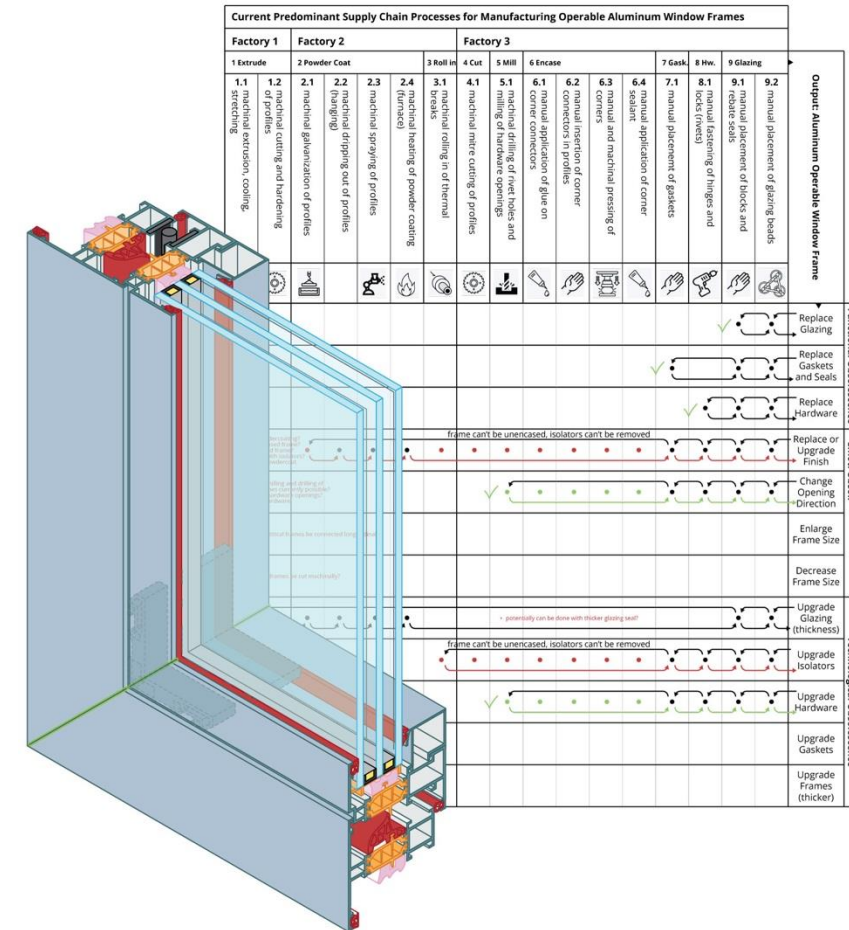 Current Predominant Supply Chain Processes for Manufacturing Operable Aluminum Window Frames
Factory 1
Factory 2
Factory 3
1 Extrude
2 Powder Coat
3 Roll in
4 Cut
5 Mill
6 Encase
7 Gask.
8 Hw.
9 Glazing
1.1
machinal extrusion, cooling,
stretching
1.2
machinal cutting and hardening
of profiles
2.1
machinal galvanization of profiles
2.2
machinal dripping out of profiles
(hanging)
2.3
machinal spraying of profiles
2.4
machinal heating of powder coating
(furnace)
3.1
machinal rolling in of thermal
breaks
4.1
machinal mitre cutting of profiles
5.1
machinal drilling of rivet holes and
milling of hardware openings
6.1
manual application of glue on
corner connectors
6.2
manual insertion of corner
connectors in profiles
6.3
manual and machinal pressing of
corners
6.4
manual application of corner
sealant
7.1
manual placenemt of gaskets
8.1
manual fastening of hinges and
locks (rivets)
9.1
manual placement of blocks and
rebate seals
9.2
manual placement of glazing beads
Output: Aluminum Operable Window Frame
Replace
Glazing
Replace
Gaskets
and Seals
Replace
Hardware
frame can't be unencased, isolators can't be removed
Replace or
Upgrade
Finish
Change
Opening
Direction
Enlarge
Frame Size
Decrease
Frame Size
potenially can be done with thicker glazing seal?
Upgrade
Glazing
(thickness)
frame can't be unencased, isolators can't be removed
Upgrade
Isolators
Upgrade
Hardware
Upgrade
Gaskets
Upgrade
Frames
(thicker)